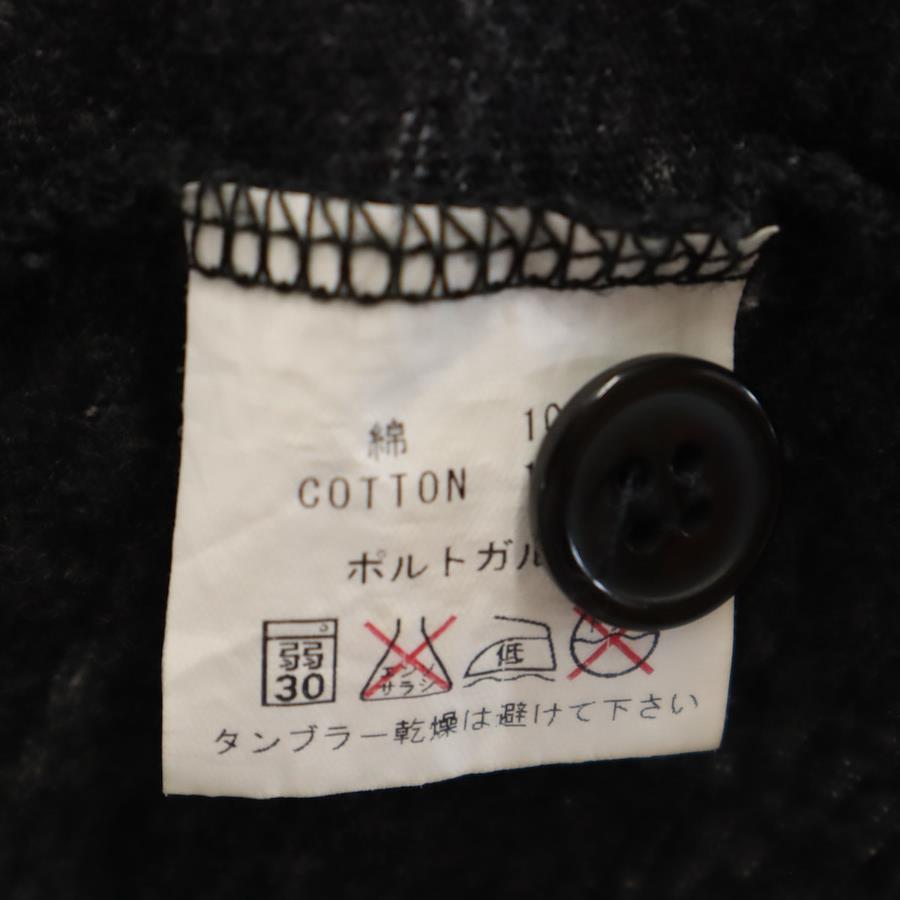 綿 10
COTTON 1
ポルトガル
弱 30 エンソサラシ 低
タンブラー乾燥は避けて下さい